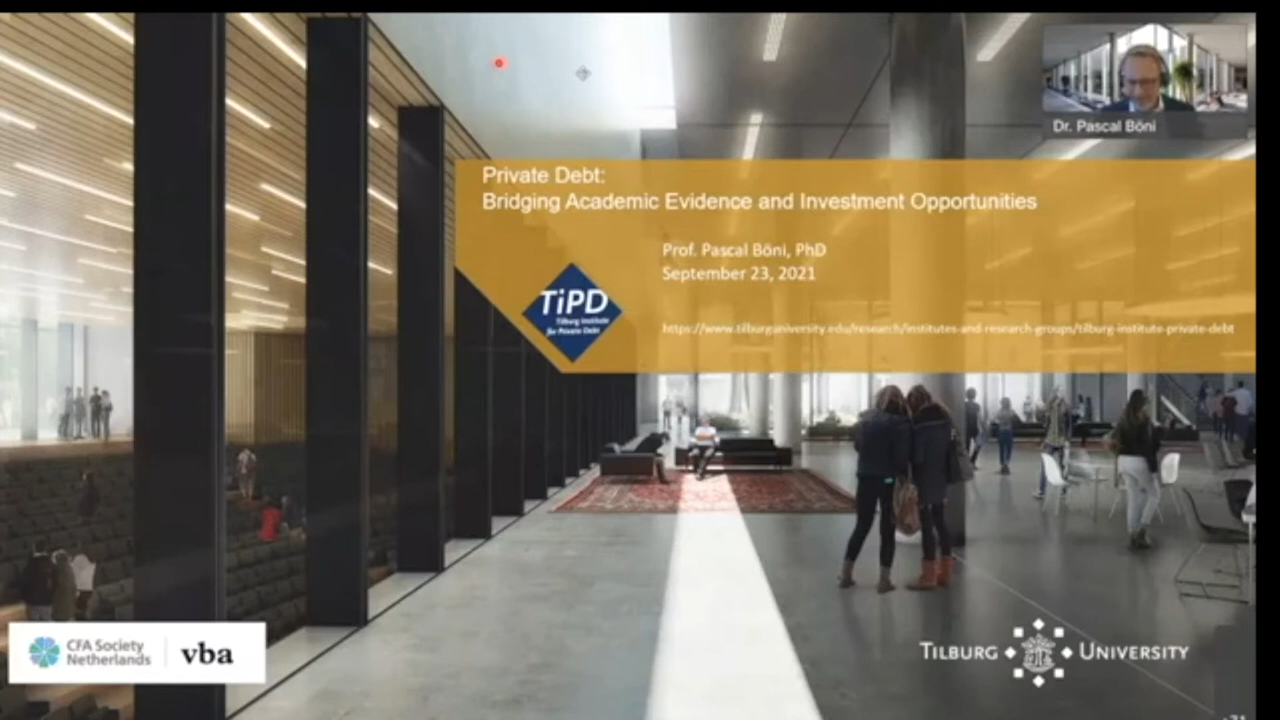 Dr. Pascal Böni
Private Debt:
Bridging Academic Evidence and Investment Opportunities
Prof. Pascal Böni, PhD
September 23, 2021
TiPD
Tilburg Institute
for Private Debt
https://www.tilburguniversity.edu/research/institutes-and-research-groups/tilburg-institute-private-debt
CFA Society
Netherlands
vba
TILBURG UNIVERSITY